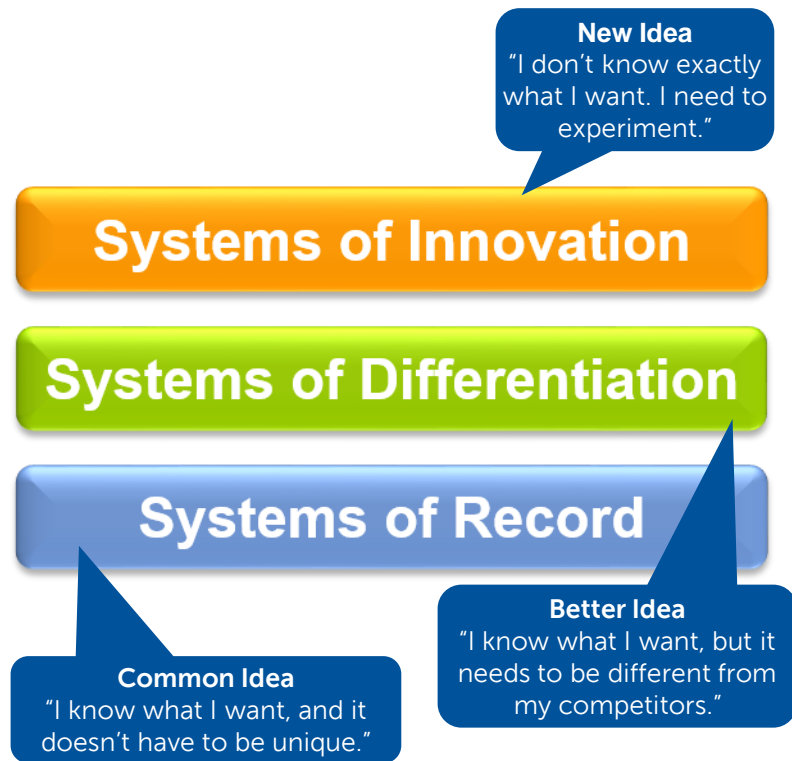 New Idea
"I don't know exactly
what I want. I need to
experiment."
Systems of Innovation
Systems of Differentiation
Systems of Record
Better Idea
"I know what I want, but it
needs to be different from
my competitors."
Common Idea
"I know what I want, and it
doesn't have to be unique."